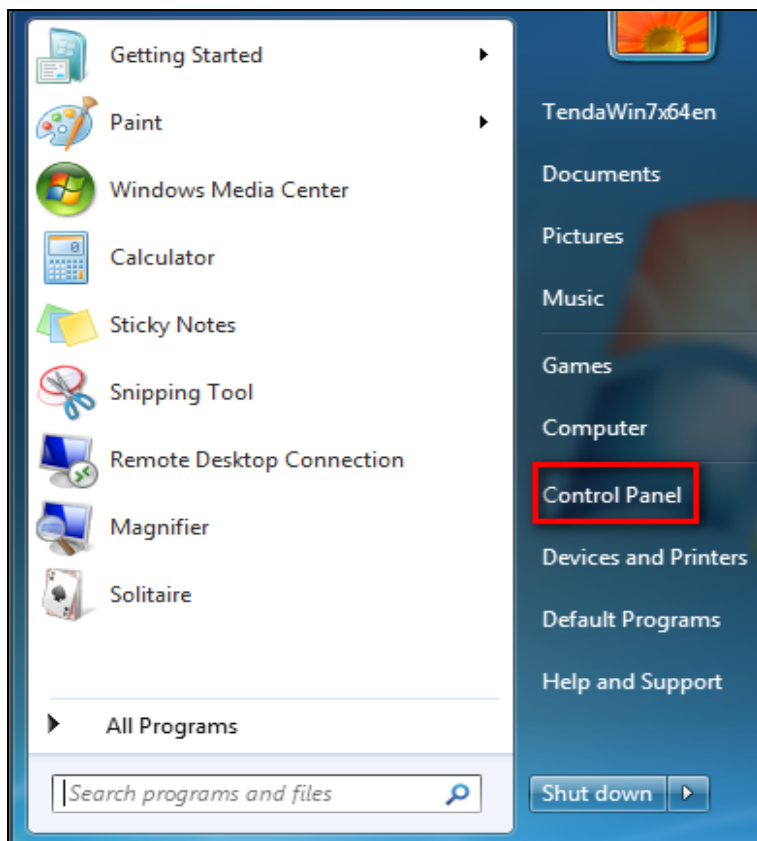 Getting Started
Paint
Windows Media Center
Calculator
Sticky Notes
Snipping Tool
Remote Desktop Connection
Magnifier
Solitaire
All Programs
Search programs and files
TendaWin7x64en
Documents
Pictures
Music
Games
Computer
Control Panel
Devices and Printers
Default Programs
Help and Support
Shut down